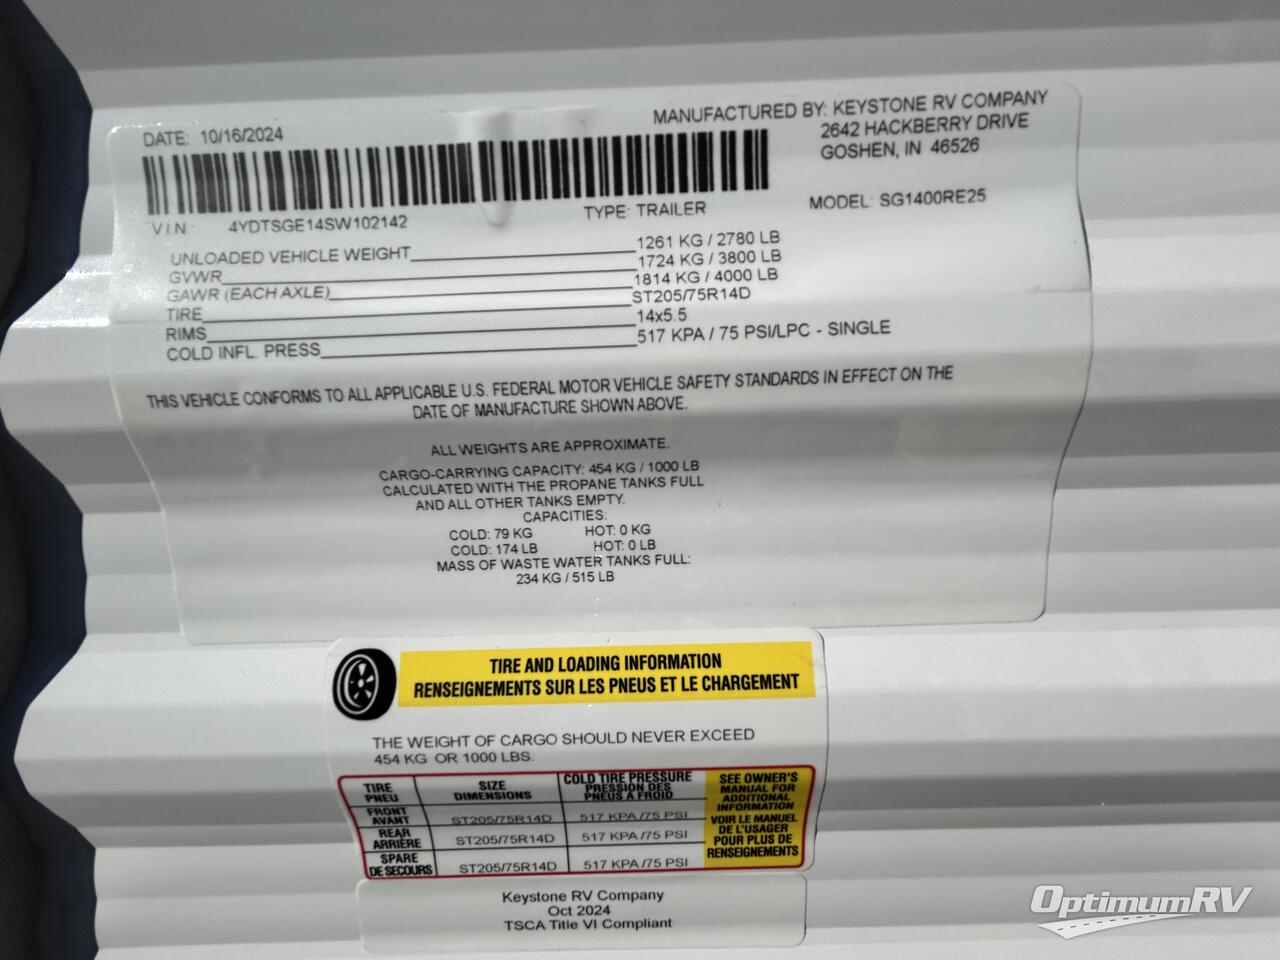 DATE: 10/16/2024
MANUFACTURED BY: KEYSTONE RV COMPANY
2642 HACKBERRY DRIVE
GOSHEN, IN 46526
VIN: 4YDTSGE14SW102142
TYPE: TRAILER
MODEL: SG1400RE25
UNLOADED VEHICLE WEIGHT 1261 KG / 2780 LB
GVWR 1724 KG / 3800 LB
GAWR (EACH AXLE) 1814 KG / 4000 LB
TIRE ST205/75R14D
RIMS 14x5.5
COLD INFL. PRESS 517 KPA / 75 PSI/LPC - SINGLE
THIS VEHICLE CONFORMS TO ALL APPLICABLE U.S. FEDERAL MOTOR VEHICLE SAFETY STANDARDS IN EFFECT ON THE
DATE OF MANUFACTURE SHOWN ABOVE.
ALL WEIGHTS ARE APPROXIMATE.
CARGO-CARRYING CAPACITY: 454 KG / 1000 LB
CALCULATED WITH THE PROPANE TANKS FULL
AND ALL OTHER TANKS EMPTY.
CAPACITIES:
COLD: 79 KG HOT: 0 KG
COLD: 174 LB HOT: 0 LB
MASS OF WASTE WATER TANKS FULL:
234 KG / 515 LB
TIRE AND LOADING INFORMATION
RENSEIGNEMENTS SUR LES PNEUS ET LE CHARGEMENT
THE WEIGHT OF CARGO SHOULD NEVER EXCEED
454 KG OR 1000 LBS.
TIRE
PNEU
SIZE
DIMENSIONS
COLD TIRE PRESSURE
PRESSION DES
PNEUS A FROID
SEE OWNER'S
MANUAL FOR
ADDITIONAL
INFORMATION
VOIR LE MANUEL
DE L'USAGER
POUR PLUS DE
RENSEIGNEMENTS
FRONT
AVANT
ST205/75R14D
517 KPA /75 PSI
REAR
ARRIÈRE
ST205/75R14D
517 KPA /75 PSI
SPARE
DE SECOURS
ST205/75R14D
517 KPA /75 PSI
Keystone RV Company
Oct 2024
TSCA Title VI Compliant
OptimumRV